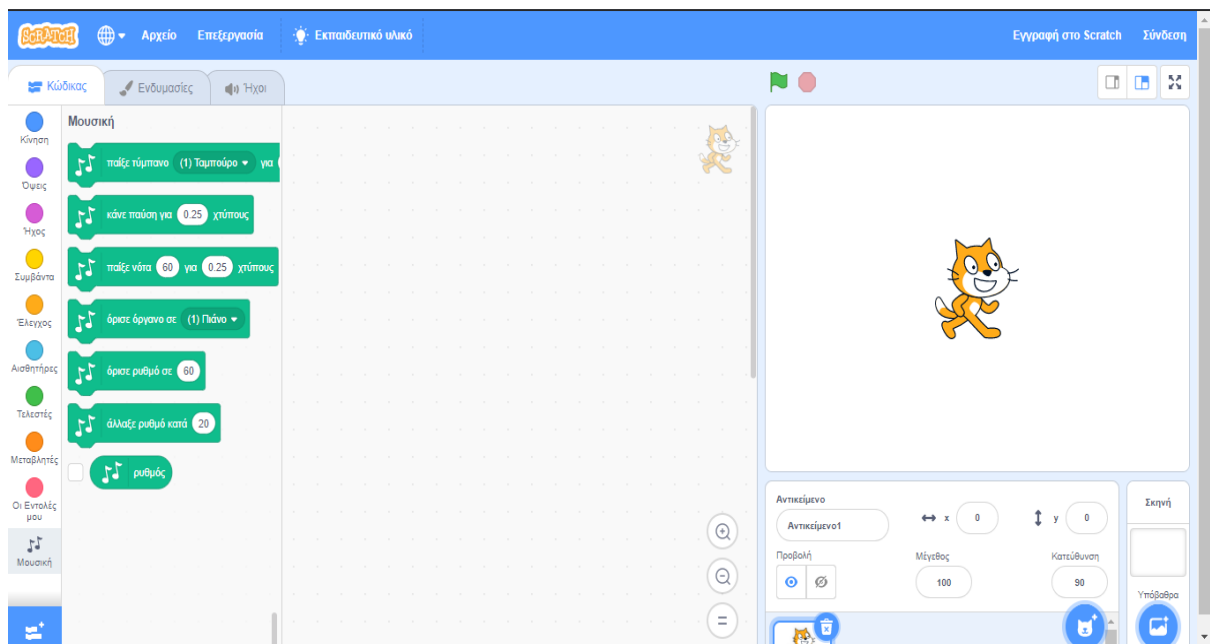 SCRATCH Αρχείο Επεξεργασία Εκπαιδευτικό υλικό Εγγραφή στο Scratch Σύνδεση
Κώδικας Ενδυμασίες Ήχοι
Κίνηση
Όψεις
Ήχος
Συμβάντα
Έλεγχος
Αισθητήρες
Τελεστές
Μεταβλητές
Οι Εντολές
μου
Μουσική
Μουσική
παίξε τύμπανο (1) Ταμπούρο για
κάνε παύση για 0.25 χτύπους
παίξε νότα 60 για 0.25 χτύπους
όρισε όργανο σε (1) Πιάνο
όρισε ρυθμό σε 60
άλλαξε ρυθμό κατά 20
ρυθμός
Αντικείμενο
Αντικείμενο1 x 0 y 0
Προβολή Μέγεθος Κατεύθυνση
100 90
Σκηνή
Υπόβαθρα